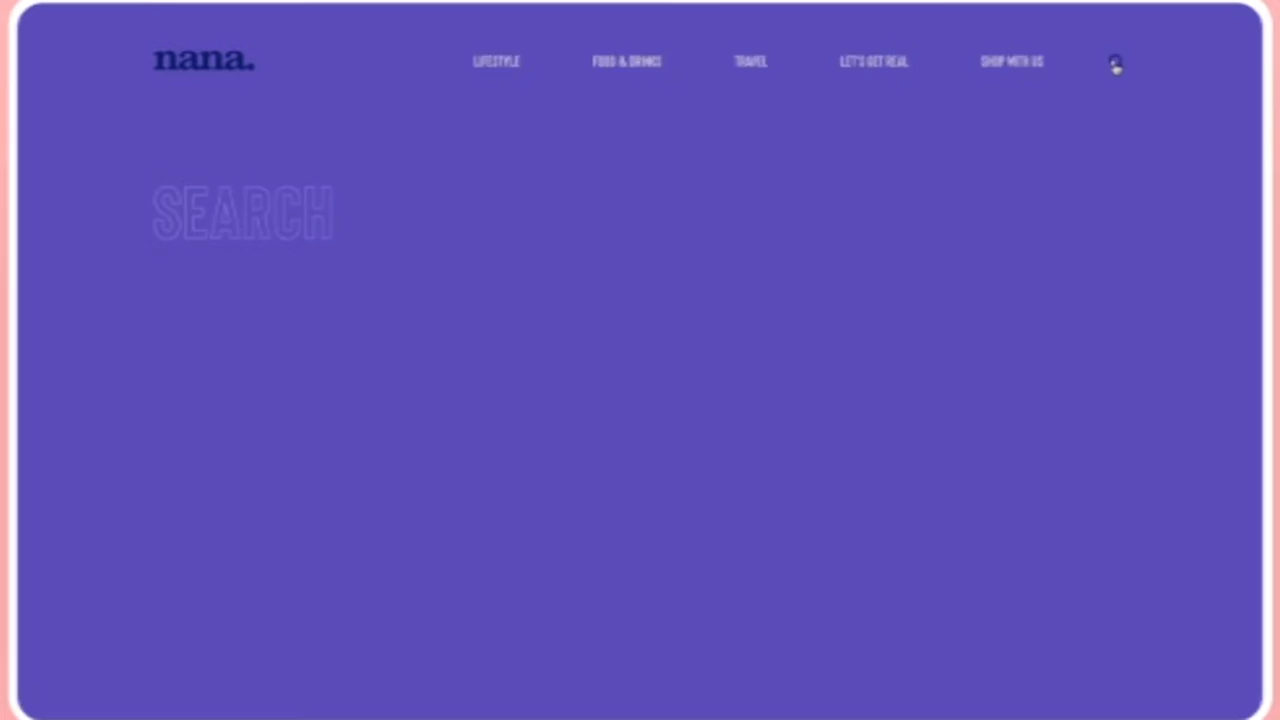 nana.
LIFESTYLE FOOD & DRINKS TRAVEL LET'S GET REAL SHOP WITH US
SEARCH